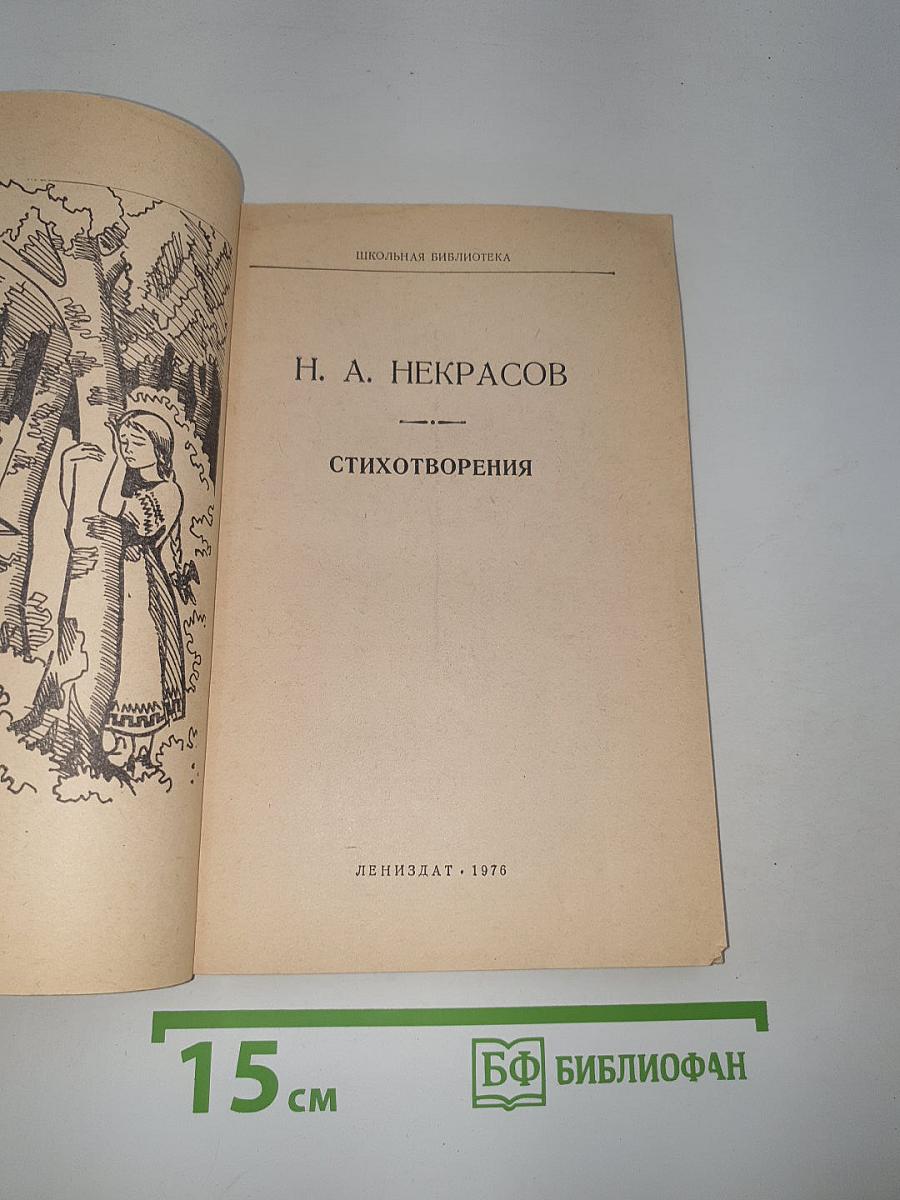 ШКОЛЬНАЯ БИБЛИОТЕКА
Н. А. НЕКРАСОВ
СТИХОТВОРЕНИЯ
ЛЕНИЗДАТ • 1976
15 см
БФ БИБЛИОФАН